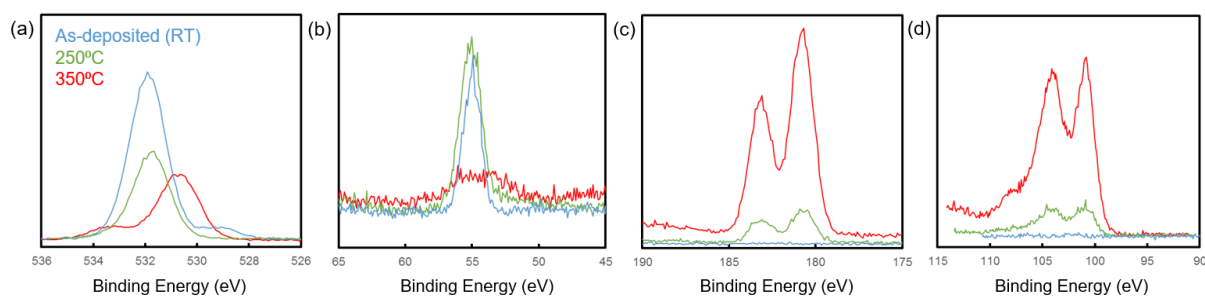 (a)
As-deposited (RT)
250ºC
350ºC
536 534 532 530 528 526
Binding Energy (eV)
(b)
65 60 55 50 45
Binding Energy (eV)
(c)
190 185 180 175
Binding Energy (eV)
(d)
115 110 105 100 95 90
Binding Energy (eV)